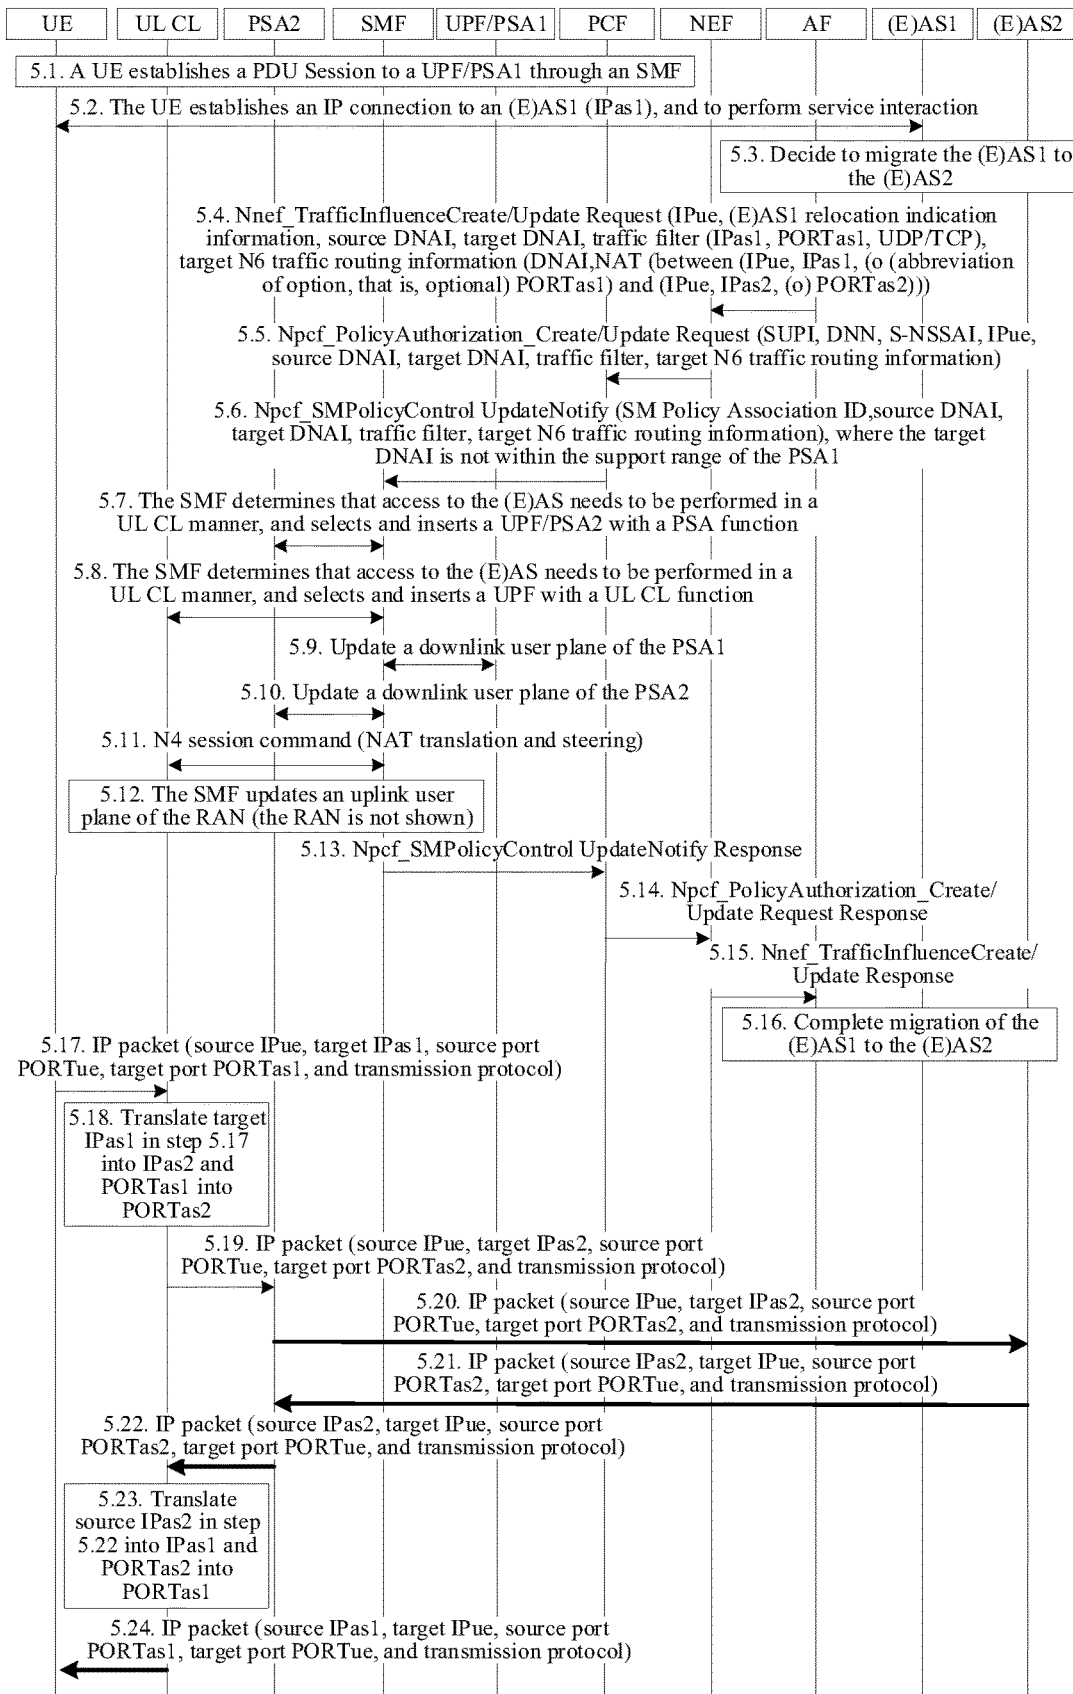 UE UL CL PSA2 SMF UPF/PSA1 PCF NEF AF (E)AS1 (E)AS2
5.1. A UE establishes a PDU Session to a UPF/PSA1 through an SMF
5.2. The UE establishes an IP connection to an (E)AS1 (IPas1), and to perform service interaction
5.3. Decide to migrate the (E)AS1 to
the (E)AS2
5.4. Nnef_TrafficInfluenceCreate/Update Request (IPue, (E)AS1 relocation indication
information, source DNAI, target DNAI, traffic filter (IPas1, PORTas1, UDP/TCP),
target N6 traffic routing information (DNAI,NAT (between (IPue, IPas1, (o (abbreviation
of option, that is, optional) PORTas1) and (IPue, IPas2, (o) PORTas2)))
5.5. Npcf_PolicyAuthorization_Create/Update Request (SUPI, DNN, S-NSSAI, IPue,
source DNAI, target DNAI, traffic filter, target N6 traffic routing information)
5.6. Npcf_SMPolicyControl UpdateNotify (SM Policy Association ID,source DNAI,
target DNAI, traffic filter, target N6 traffic routing information), where the target
DNAI is not within the support range of the PSA1
5.7. The SMF determines that access to the (E)AS needs to be performed in a
UL CL manner, and selects and inserts a UPF/PSA2 with a PSA function
5.8. The SMF determines that access to the (E)AS needs to be performed in a
UL CL manner, and selects and inserts a UPF with a UL CL function
5.9. Update a downlink user plane of the PSA1
5.10. Update a downlink user plane of the PSA2
5.11. N4 session command (NAT translation and steering)
5.12. The SMF updates an uplink user
plane of the RAN (the RAN is not shown)
5.13. Npcf_SMPolicyControl UpdateNotify Response
5.14. Npcf_PolicyAuthorization_Create/
Update Request Response
5.15. Nnef_TrafficInfluenceCreate/
Update Response
5.16. Complete migration of the
(E)AS1 to the (E)AS2
5.17. IP packet (source IPue, target IPas1, source port
PORTue, target port PORTas1, and transmission protocol)
5.18. Translate target
IPas1 in step 5.17
into IPas2 and
PORTas1 into
PORTas2
5.19. IP packet (source IPue, target IPas2, source port
PORTue, target port PORTas2, and transmission protocol)
5.20. IP packet (source IPue, target IPas2, source port
PORTue, target port PORTas2, and transmission protocol)
5.21. IP packet (source IPas2, target IPue, source port
PORTas2, target port PORTue, and transmission protocol)
5.22. IP packet (source IPas2, target IPue, source port
PORTas2, target port PORTue, and transmission protocol)
5.23. Translate
source IPas2 in step
5.22 into IPas1 and
PORTas2 into
PORTas1
5.24. IP packet (source IPas1, target IPue, source port
PORTas1, target port PORTue, and transmission protocol)